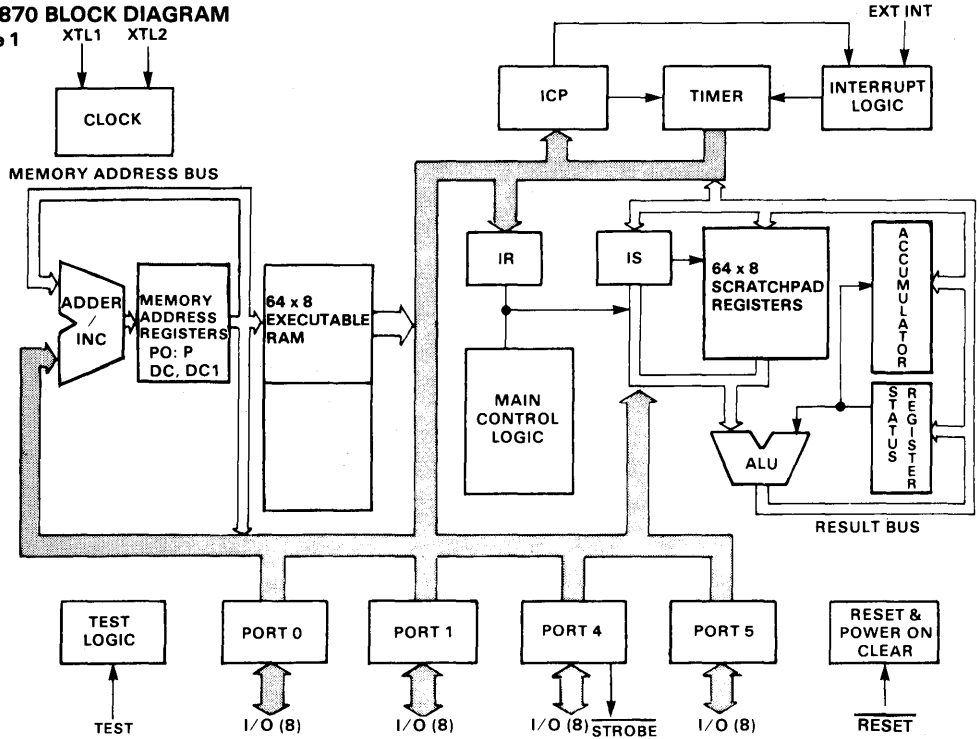 870 BLOCK DIAGRAM
1
XTL1 XTL2
EXT INT
CLOCK
ICP
TIMER
INTERRUPT
LOGIC
MEMORY ADDRESS BUS
ADDER
/
INC
MEMORY
ADDRESS
REGISTERS
PO: P
DC, DC1
64 x 8
EXECUTABLE
RAM
IR
IS
64 x 8
SCRATCHPAD
REGISTERS
ACCUMULATOR
MAIN
CONTROL
LOGIC
ALU
STATUS
REGISTER
RESULT BUS
TEST
LOGIC
PORT 0
PORT 1
PORT 4
PORT 5
RESET &
POWER ON
CLEAR
TEST
I/O (8)
I/O (8)
I/O (8)
STROBE
I/O (8)
RESET